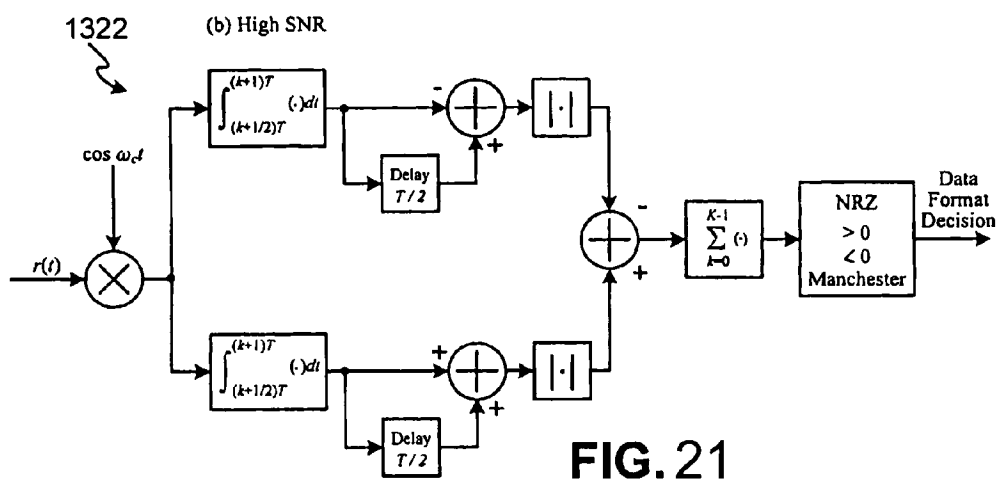 1322
(b) High SNR
∫ (k+1)T (k+1/2)T (·)dt
-
+
|·|
cos ω_c t
Delay
T / 2
r(t)
-
+
K-1
Σ (·)
k=0
NRZ
> 0
< 0
Manchester
Data
Format
Decision
∫ (k+1)T (k+1/2)T (·)dt
+
+
|·|
Delay
T / 2
FIG. 21